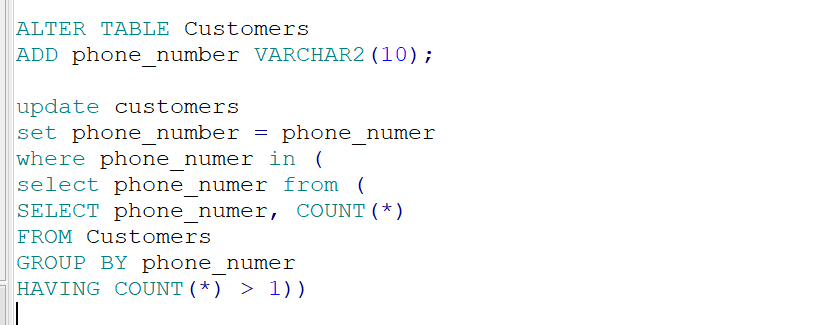 ALTER TABLE Customers
ADD phone_number VARCHAR2(10);
update customers
set phone_number = phone_numer
where phone_numer in (
select phone_numer from (
SELECT phone_numer, COUNT(*)
FROM Customers
GROUP BY phone_numer
HAVING COUNT(*) > 1))